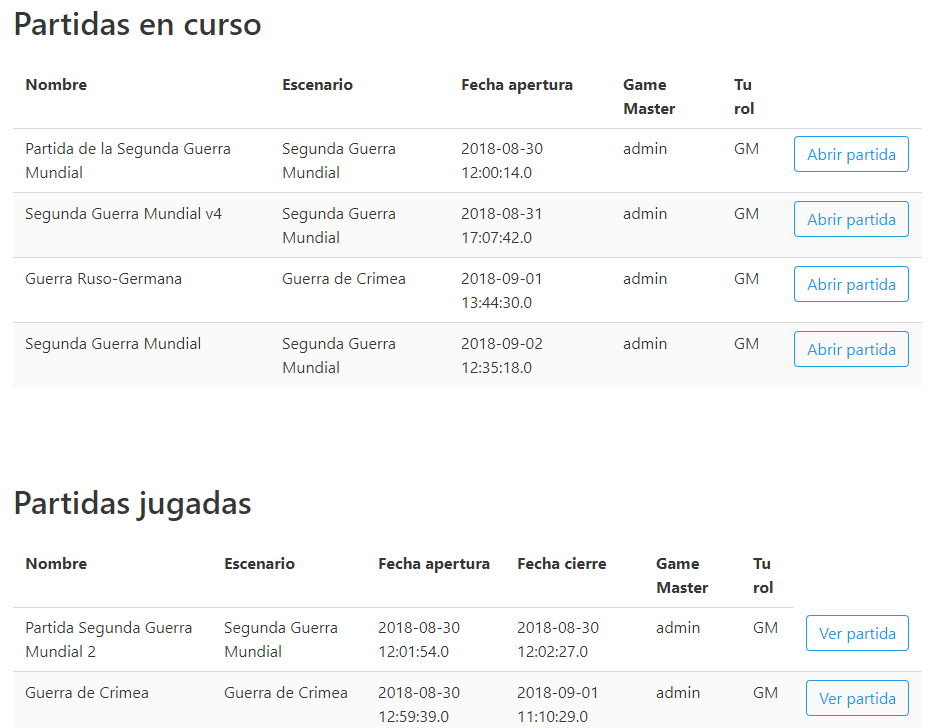 Partidas en curso
Nombre Escenario Fecha apertura Game Master Tu rol
Partida de la Segunda Guerra Mundial Segunda Guerra Mundial 2018-08-30 12:00:14.0 admin GM Abrir partida
Segunda Guerra Mundial v4 Segunda Guerra Mundial 2018-08-31 17:07:42.0 admin GM Abrir partida
Guerra Ruso-Germana Guerra de Crimea 2018-09-01 13:44:30.0 admin GM Abrir partida
Segunda Guerra Mundial Segunda Guerra Mundial 2018-09-02 12:35:18.0 admin GM Abrir partida
Partidas jugadas
Nombre Escenario Fecha apertura Fecha cierre Game Master Tu rol
Partida Segunda Guerra Mundial 2 Segunda Guerra Mundial 2018-08-30 12:01:54.0 2018-08-30 12:02:27.0 admin GM Ver partida
Guerra de Crimea Guerra de Crimea 2018-08-30 12:59:39.0 2018-09-01 11:10:29.0 admin GM Ver partida